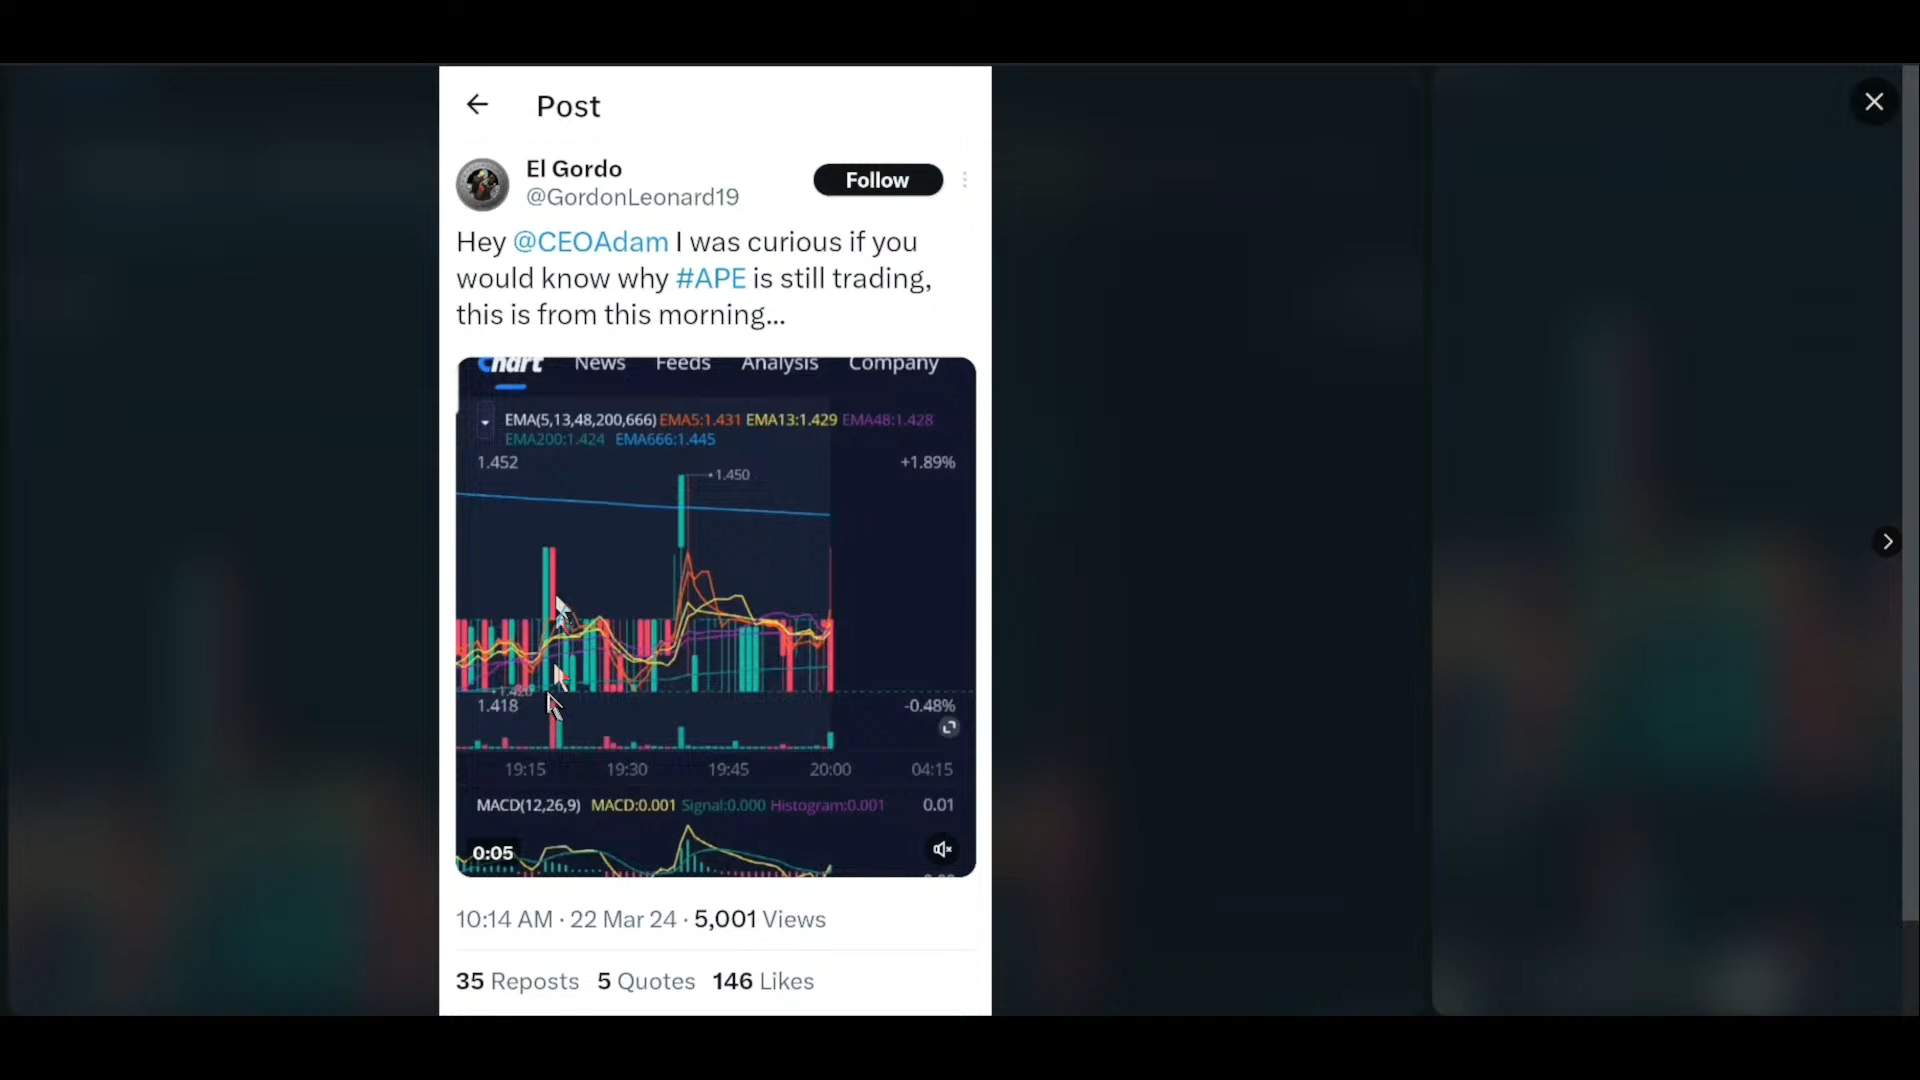 Post
El Gordo
@GordonLeonard19
Follow
Hey @CEOAdam I was curious if you
would know why #APE is still trading,
this is from this morning...
Chart News Feeds Analysis Company
EMA(5,13,48,200,666) EMA5:1.431 EMA13:1.429 EMA48:1.428
EMA200:1.424 EMA666:1.445
1.452 +1.89%
1.450
1.420
1.418 -0.48%
19:15 19:30 19:45 20:00 04:15
MACD(12,26,9) MACD:0.001 Signal:0.000 Histogram:0.001 0.01
0:05
10:14 AM · 22 Mar 24 · 5,001 Views
35 Reposts 5 Quotes 146 Likes